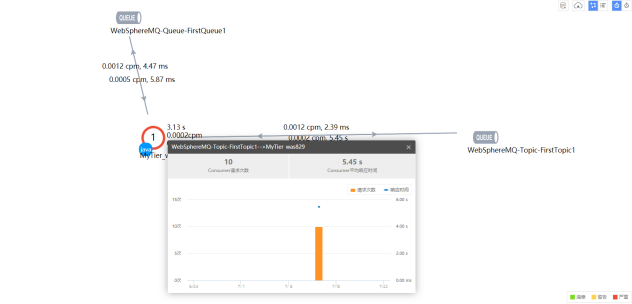 QUEUE
WebSphereMQ-Queue-FirstQueue1
0.0012 cpm, 4.47 ms
0.0005 cpm, 5.87 ms
3.13 s
0.0002cpm
1
java
MyTier_w
0.0012 cpm, 2.39 ms
0.0002 cpm, 5.45 s
QUEUE
WebSphereMQ-Topic-FirstTopic1
WebSphereMQ-Topic-FirstTopic1-->MyTier was829
10
Consumer请求次数
5.45 s
Consumer平均响应时间
请求次数
响应时间
15次
10次
5次
0次
6.00 s
4.00 s
2.00 s
0.00 ms
严重